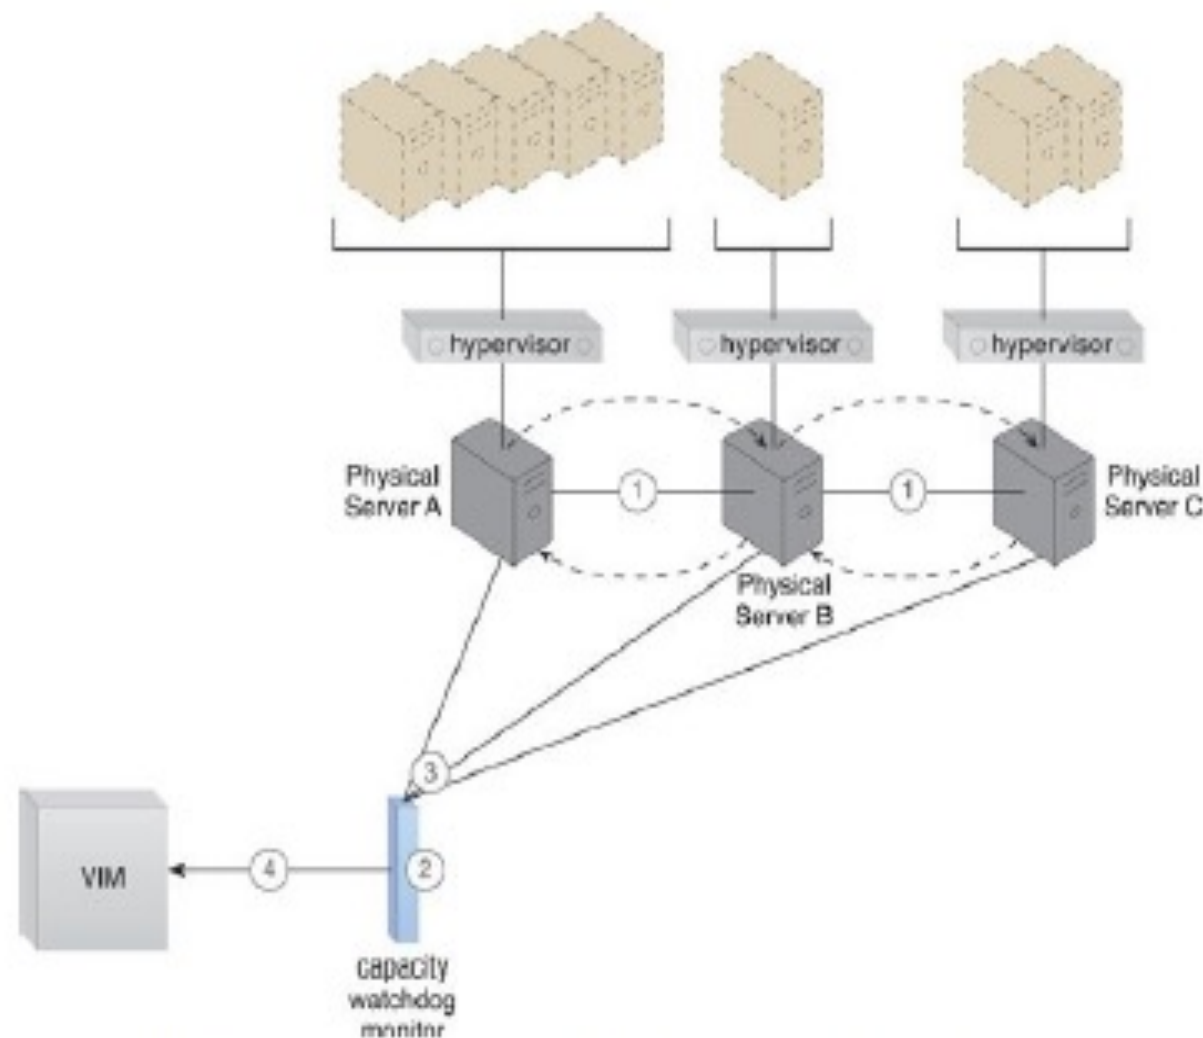 hypervisor
hypervisor
hypervisor
Physical
Server A
1
1
Physical
Server C
Physical
Server B
3
VIM
4
2
capacity
watchdog
monitor